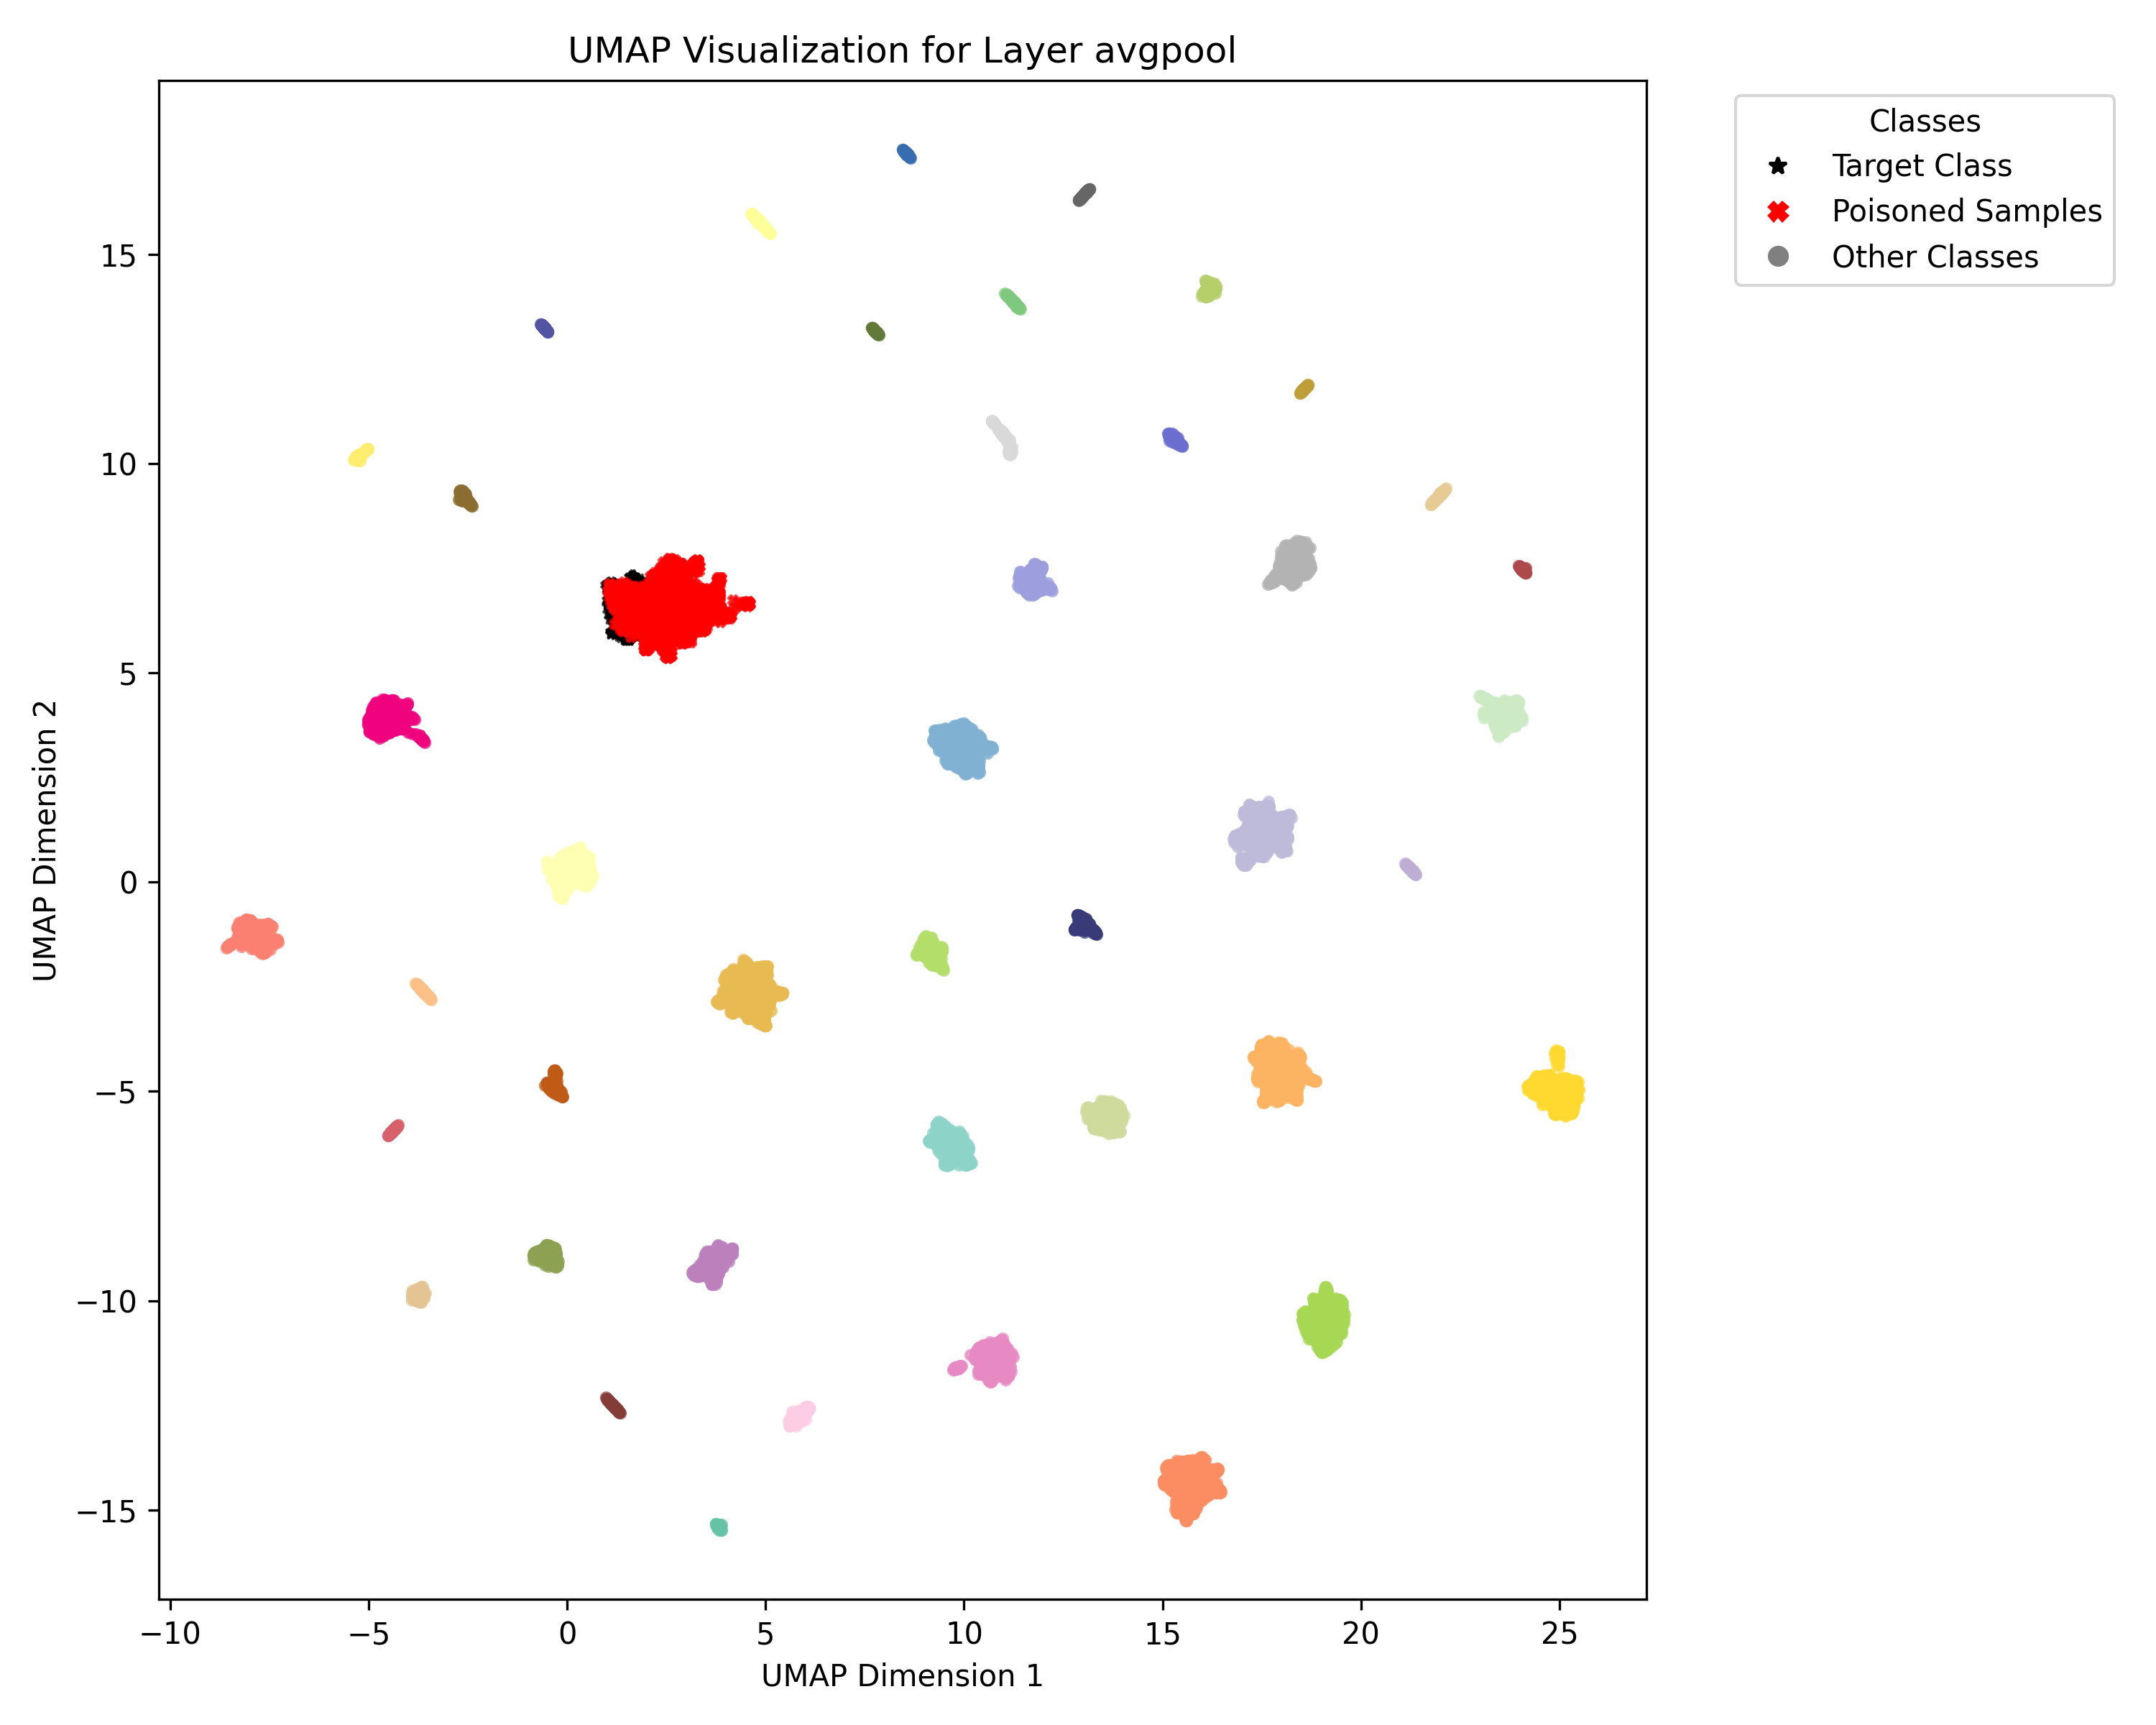 UMAP Visualization for Layer avgpool
Classes
Target Class
Poisoned Samples
Other Classes
15
10
5
0
−5
−10
−15
UMAP Dimension 2
−10 −5 0 5 10 15 20 25
UMAP Dimension 1